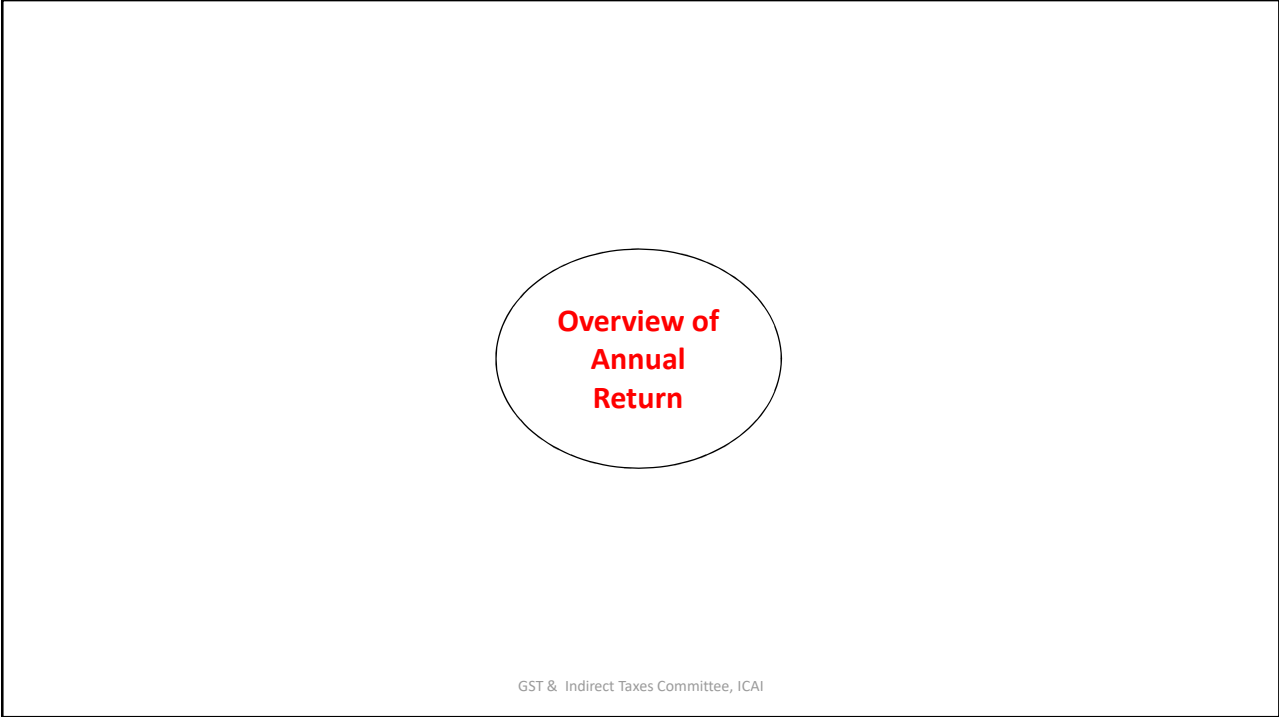 Overview of
Annual
Return
GST & Indirect Taxes Committee, ICAI